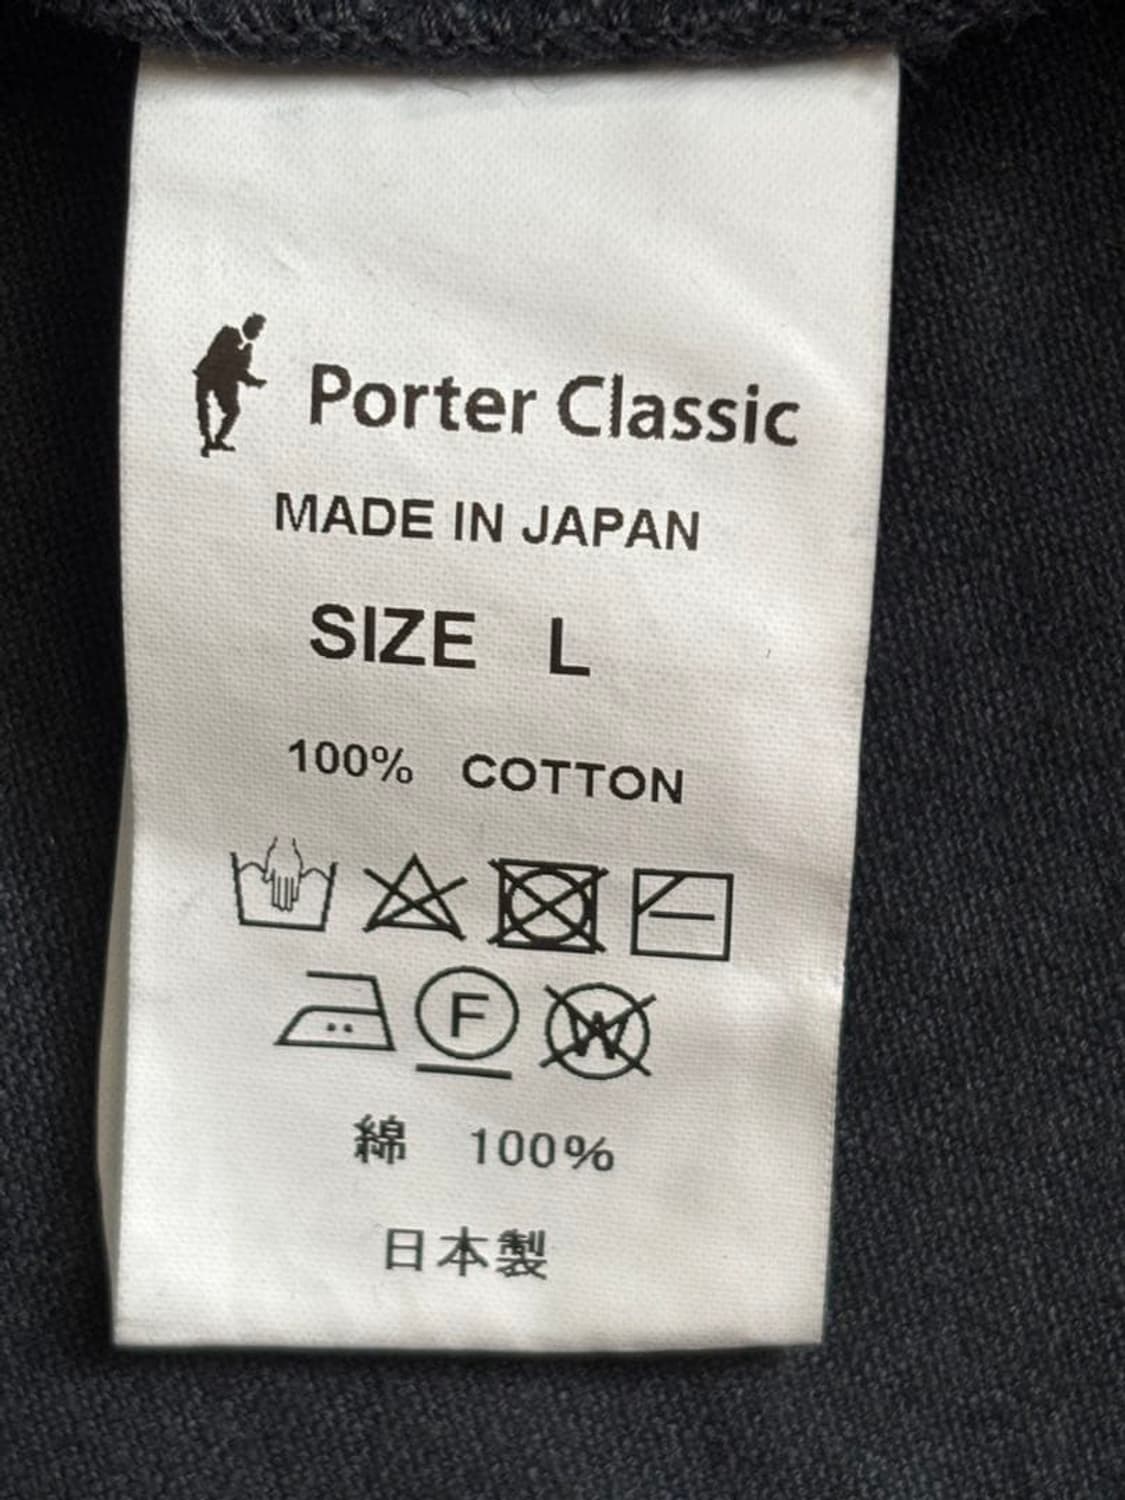 Porter Classic
MADE IN JAPAN
SIZE L
100% COTTON
F W
綿 100%
日本製